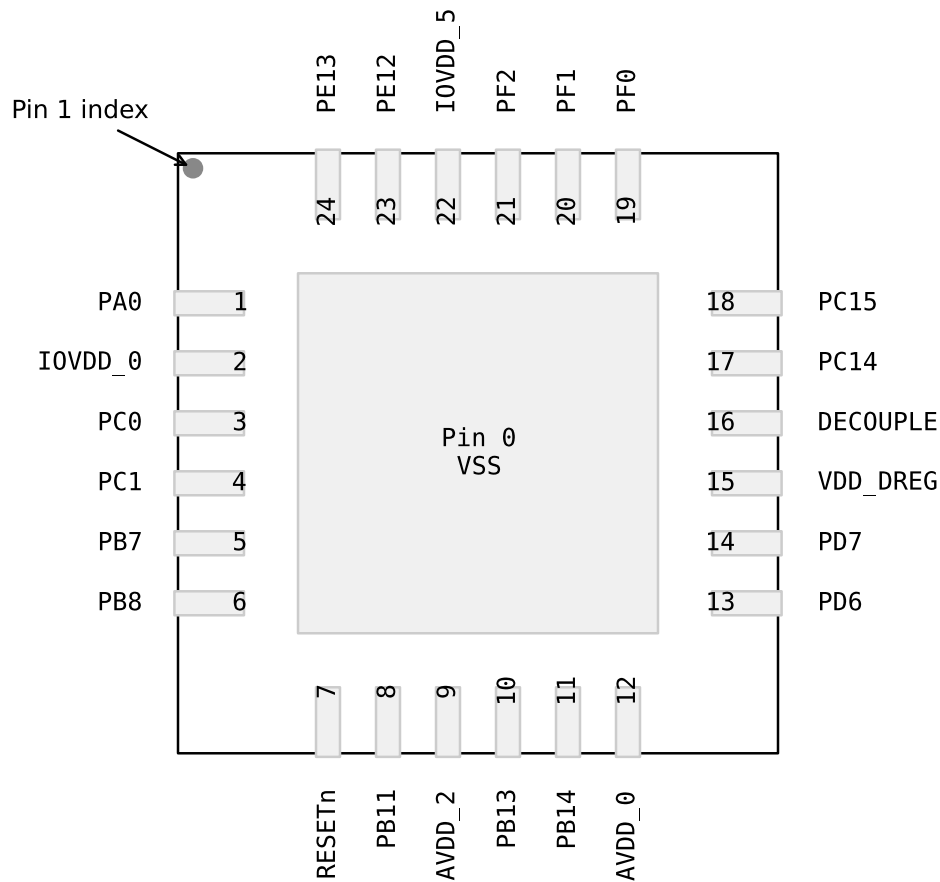 PE13
PE12
IOVDD_5
PF2
PF1
PF0
Pin 1 index
24
23
22
21
20
19
PA0 1
18 PC15
IOVDD_0 2
17 PC14
PC0 3
16 DECOUPLE
PC1 4
15 VDD_DREG
PB7 5
14 PD7
PB8 6
13 PD6
Pin 0
VSS
7
8
9
10
11
12
RESETn
PB11
AVDD_2
PB13
PB14
AVDD_0